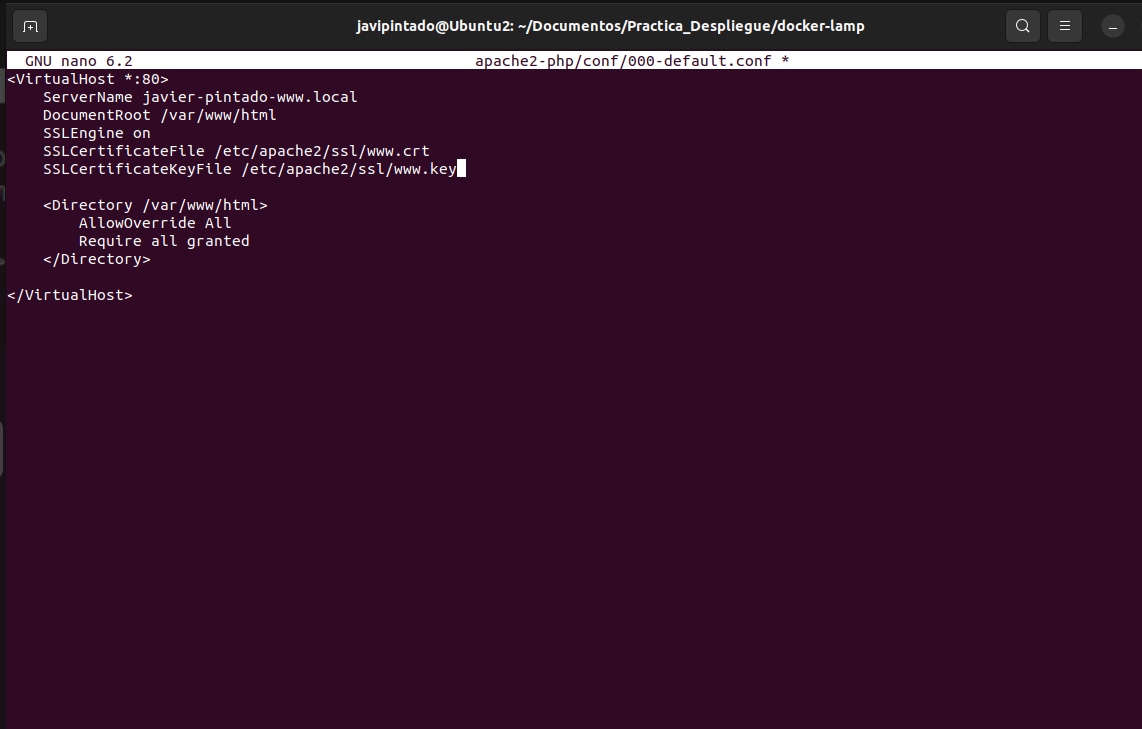 javipintado@Ubuntu2: ~/Documentos/Practica_Despliegue/docker-lamp
GNU nano 6.2 apache2-php/conf/000-default.conf *
<VirtualHost *:80>
    ServerName javier-pintado-www.local
    DocumentRoot /var/www/html
    SSLEngine on
    SSLCertificateFile /etc/apache2/ssl/www.crt
    SSLCertificateKeyFile /etc/apache2/ssl/www.key
    <Directory /var/www/html>
        AllowOverride All
        Require all granted
    </Directory>
</VirtualHost>